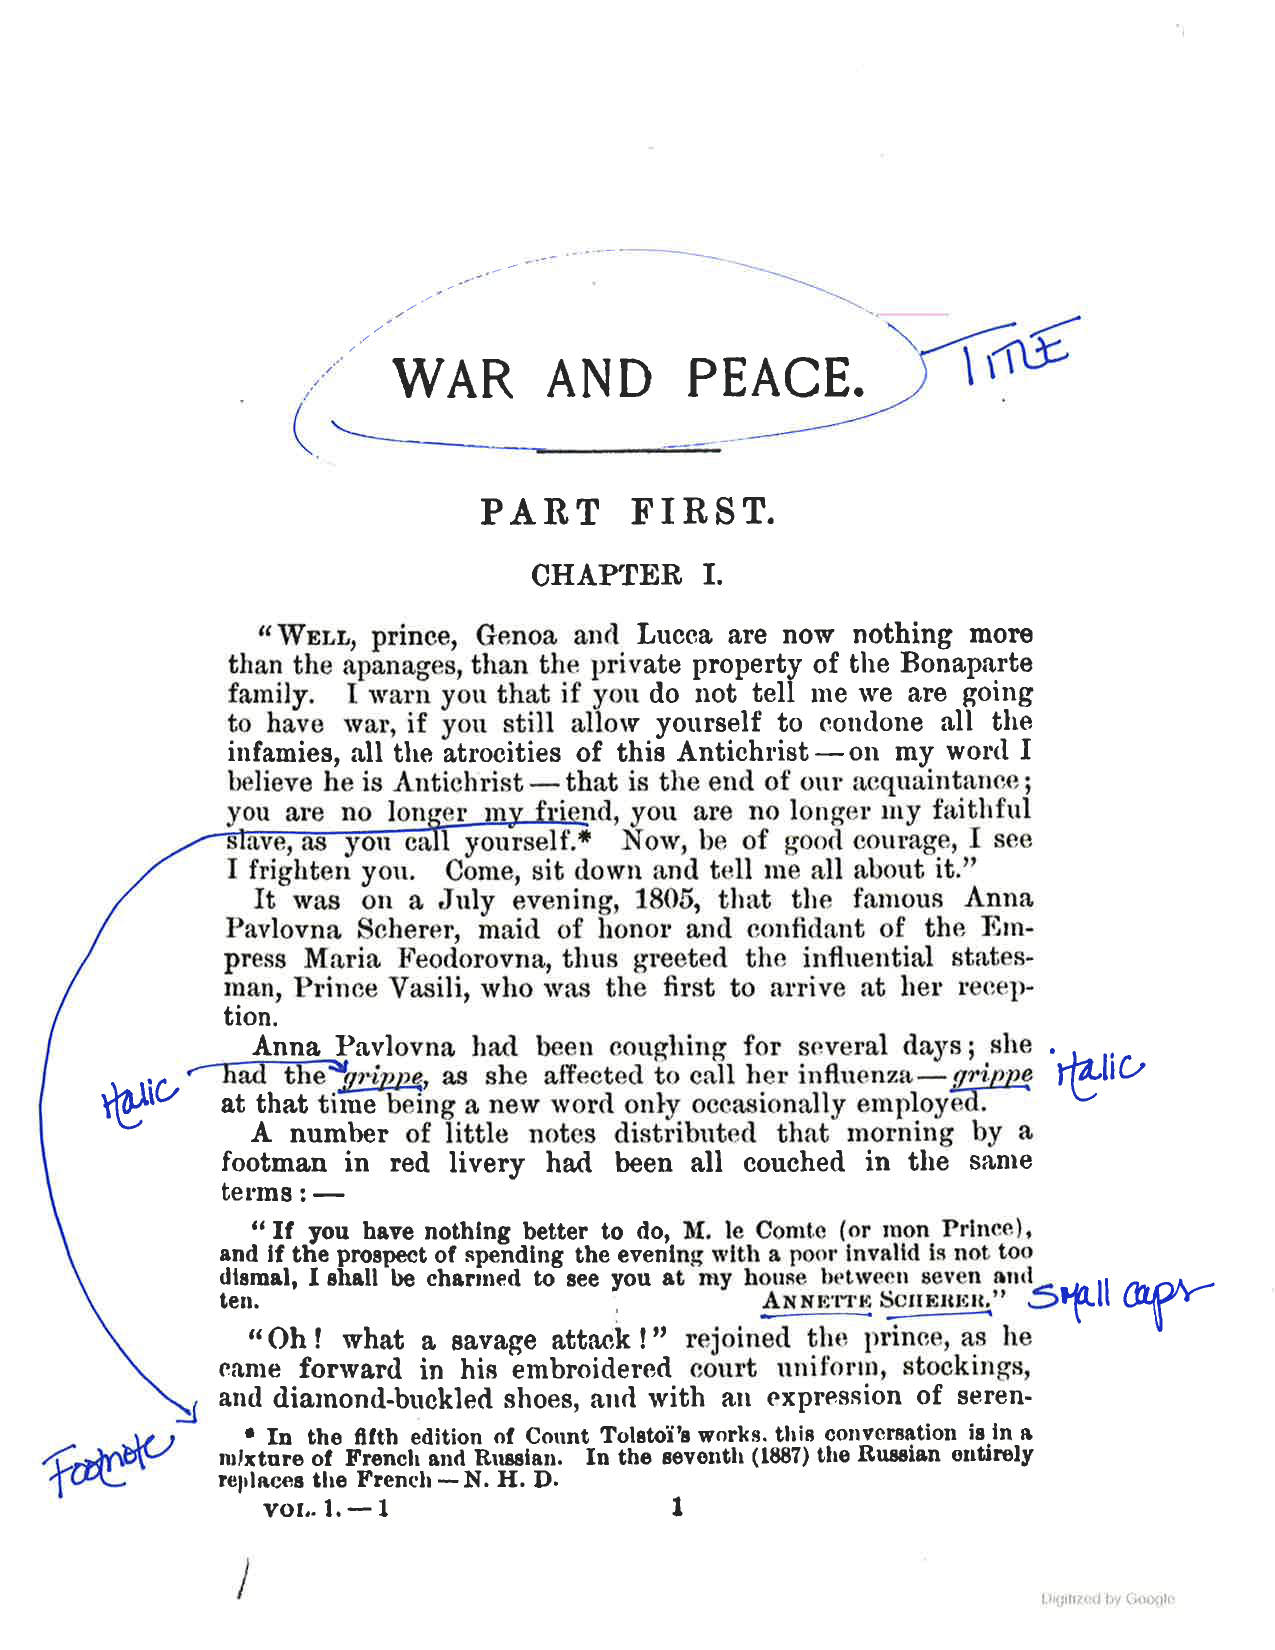 WAR AND PEACE.
TITLE
PART FIRST.
CHAPTER I.
“WELL, prince, Genoa and Lucca are now nothing more
than the apanages, than the private property of the Bonaparte
family. I warn you that if you do not tell me we are going
to have war, if you still allow yourself to condone all the
infamies, all the atrocities of this Antichrist — on my word I
believe he is Antichrist — that is the end of our acquaintance;
you are no longer my friend, you are no longer my faithful
slave, as you call yourself.* Now, be of good courage, I see
I frighten you. Come, sit down and tell me all about it.”
It was on a July evening, 1805, that the famous Anna
Pavlovna Scherer, maid of honor and confidant of the Em-
press Maria Feodorovna, thus greeted the influential states-
man, Prince Vasili, who was the first to arrive at her recep-
tion.
Anna Pavlovna had been coughing for several days; she
had the grippe, as she affected to call her influenza — grippe
Italic
Italic
at that time being a new word only occasionally employed.
A number of little notes distributed that morning by a
footman in red livery had been all couched in the same
terms: —
“If you have nothing better to do, M. le Comte (or mon Prince),
and if the prospect of spending the evening with a poor invalid is not too
dismal, I shall be charmed to see you at my house between seven and
ten. ANNETTE SCHERER.”
Small caps
“Oh! what a savage attack!” rejoined the prince, as he
came forward in his embroidered court uniform, stockings,
and diamond-buckled shoes, and with an expression of seren-
Footnote
* In the fifth edition of Count Tolstoï's works, this conversation is in a
mixture of French and Russian. In the seventh (1887) the Russian entirely
replaces the French — N. H. D.
VOL. 1. — 1 1
Digitized by Google